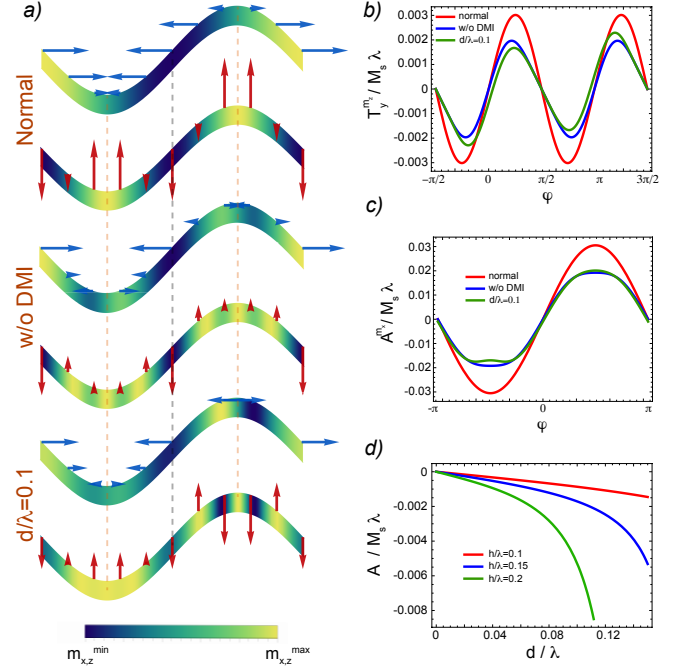 a)
Normal
w/o DMI
d/λ=0.1
m_{x,z}^{min}
m_{x,z}^{max}
b)
T_y^{m_z} / M_s λ
0.003
0.002
0.001
0
-0.001
-0.002
-0.003
normal
w/o DMI
d/λ=0.1
−π/2
0
π/2
π
3π/2
φ
c)
A^{m_x} / M_s λ
0.03
0.02
0.01
0
-0.01
-0.02
-0.03
normal
w/o DMI
d/λ=0.1
-π
0
π
φ
d)
A / M_s λ
0
-0.002
-0.004
-0.006
-0.008
h/λ=0.1
h/λ=0.15
h/λ=0.2
0
0.04
0.08
0.12
d / λ